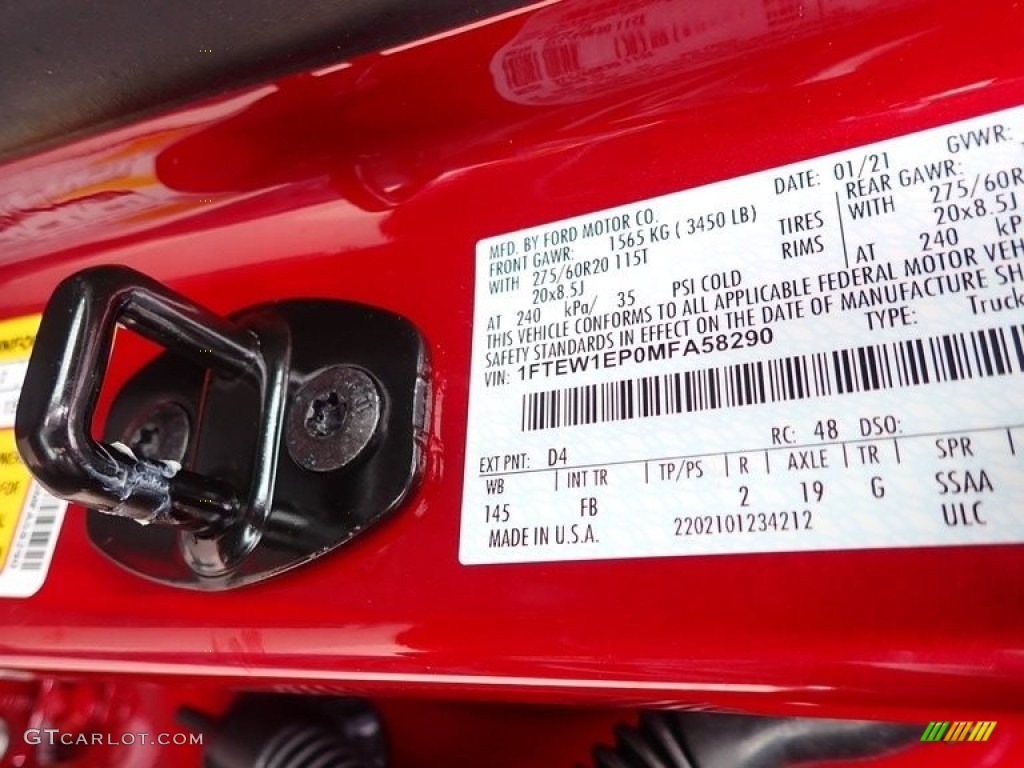 DATE: 01/21 GVWR:
MFD. BY FORD MOTOR CO.
FRONT GAWR: 1565 KG ( 3450 LB) REAR GAWR:
WITH 275/60R20 115T TIRES WITH 275/60R
20x8.5J RIMS 20x8.5J
AT 240 kPa/ 35 PSI COLD AT 240 kP
THIS VEHICLE CONFORMS TO ALL APPLICABLE FEDERAL MOTOR VEH
SAFETY STANDARDS IN EFFECT ON THE DATE OF MANUFACTURE SH
VIN: 1FTEW1EP0MFA58290 TYPE: Truck
EXT PNT: D4 RC: 48 DSO:
WB INT TR TP/PS R AXLE TR SPR
145 FB 2 19 G SSAA
MADE IN U.S.A. 2202101234212 ULC
GTCARLOT.COM